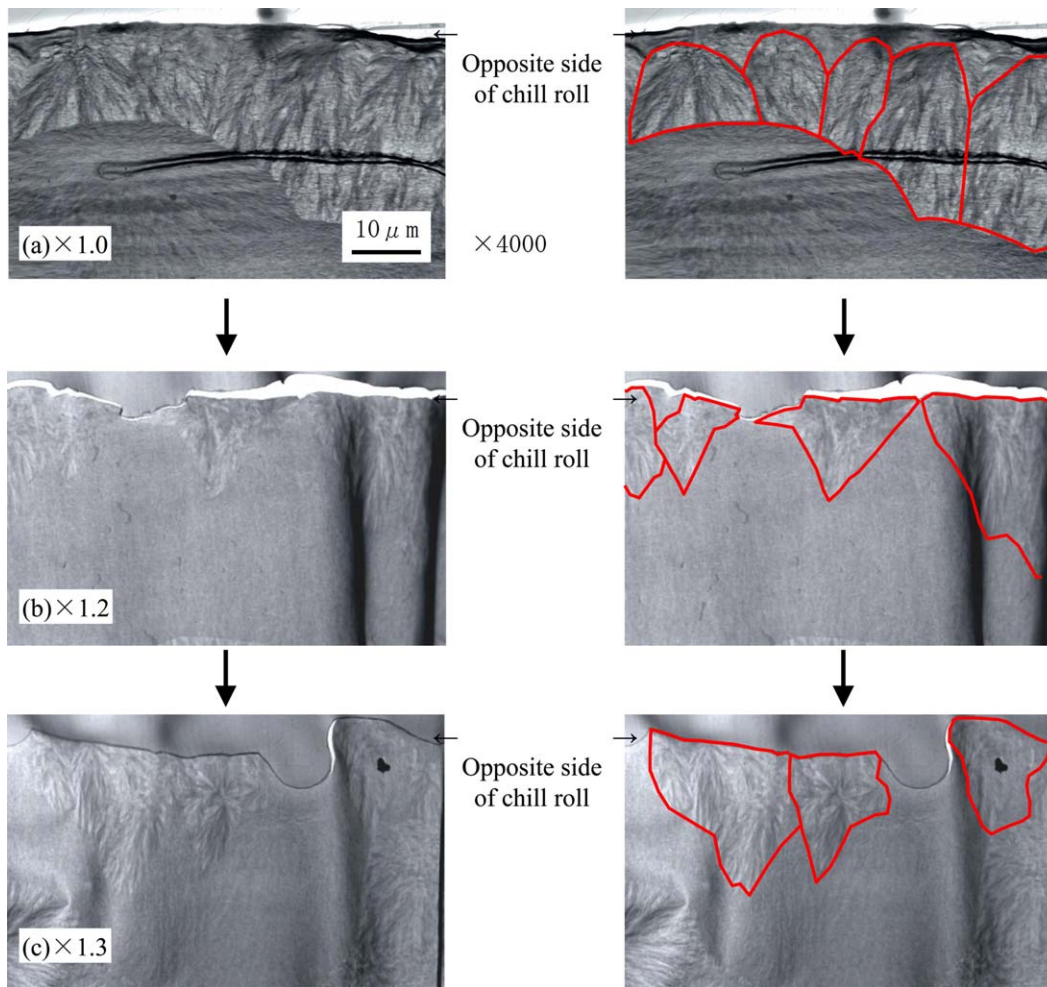 ← →
Opposite side
of chill roll
10 μm
(a)×1.0
×4000
← →
Opposite side
of chill roll
(b)×1.2
← →
Opposite side
of chill roll
(c)×1.3